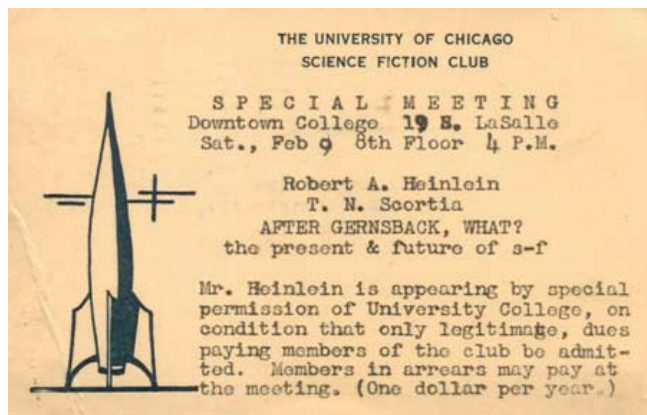 THE UNIVERSITY OF CHICAGO
SCIENCE FICTION CLUB
SPECIAL MEETING
Downtown College 19 S. LaSalle
Sat., Feb 9 8th Floor 4 P.M.
Robert A. Heinlein
T. N. Scortia
AFTER GERNSBACK, WHAT?
the present & future of s-f
Mr. Heinlein is appearing by special
permission of University College, on
condition that only legitimate, dues
paying members of the club be admit-
ted. Members in arrears may pay at
the meeting. (One dollar per year.)